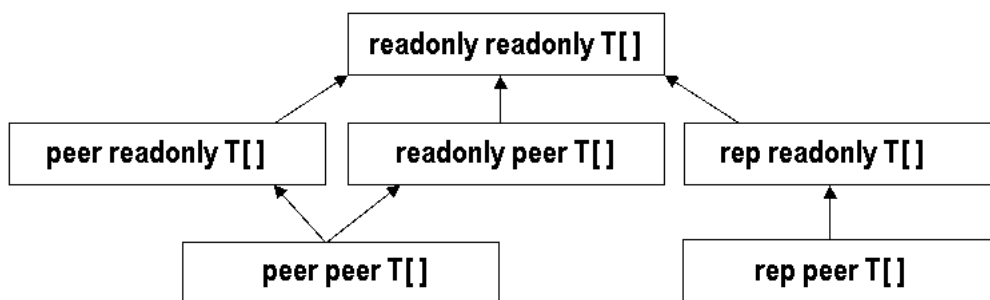 readonly readonly T[ ]
peer readonly T[ ]
readonly peer T[ ]
rep readonly T[ ]
peer peer T[ ]
rep peer T[ ]